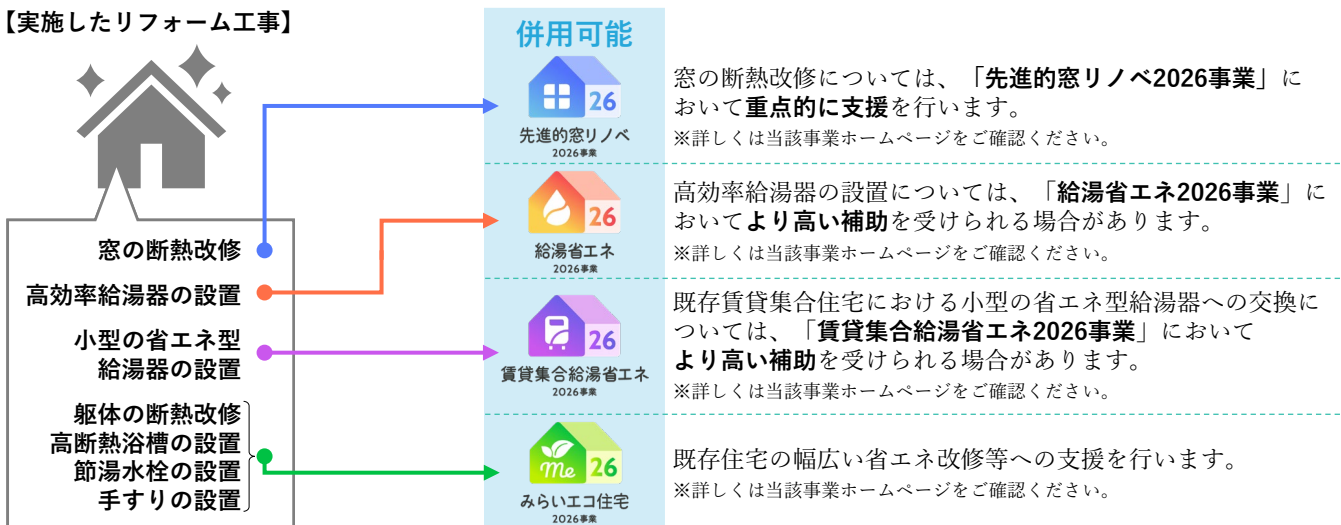 【実施したリフォーム工事】
窓の断熱改修
高効率給湯器の設置
小型の省エネ型
給湯器の設置
躯体の断熱改修
高断熱浴槽の設置
節湯水栓の設置
手すりの設置
併用可能
26
先進的窓リノベ
2026事業
窓の断熱改修については、「先進的窓リノベ2026事業」に
おいて重点的に支援を行います。
※詳しくは当該事業ホームページをご確認ください。
26
給湯省エネ
2026事業
高効率給湯器の設置については、「給湯省エネ2026事業」に
おいてより高い補助を受けられる場合があります。
※詳しくは当該事業ホームページをご確認ください。
26
賃貸集合給湯省エネ
2026事業
既存賃貸集合住宅における小型の省エネ型給湯器への交換に
ついては、「賃貸集合給湯省エネ2026事業」において
より高い補助を受けられる場合があります。
※詳しくは当該事業ホームページをご確認ください。
Me 26
みらいエコ住宅
2026事業
既存住宅の幅広い省エネ改修等への支援を行います。
※詳しくは当該事業ホームページをご確認ください。